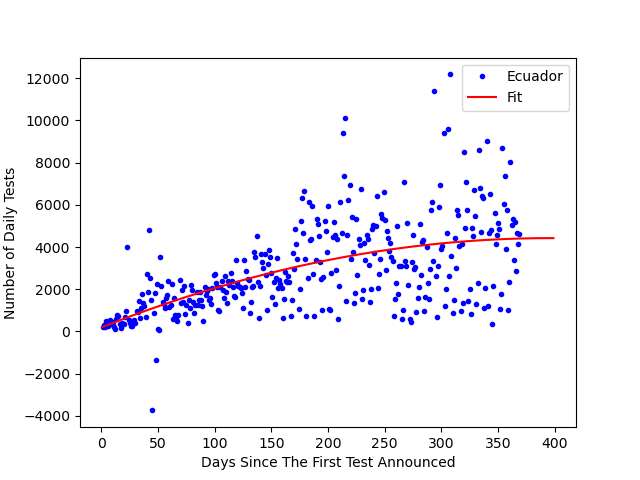 Ecuador
Fit
12000
10000
8000
6000
4000
2000
0
−2000
−4000
Number of Daily Tests
0 50 100 150 200 250 300 350 400
Days Since The First Test Announced